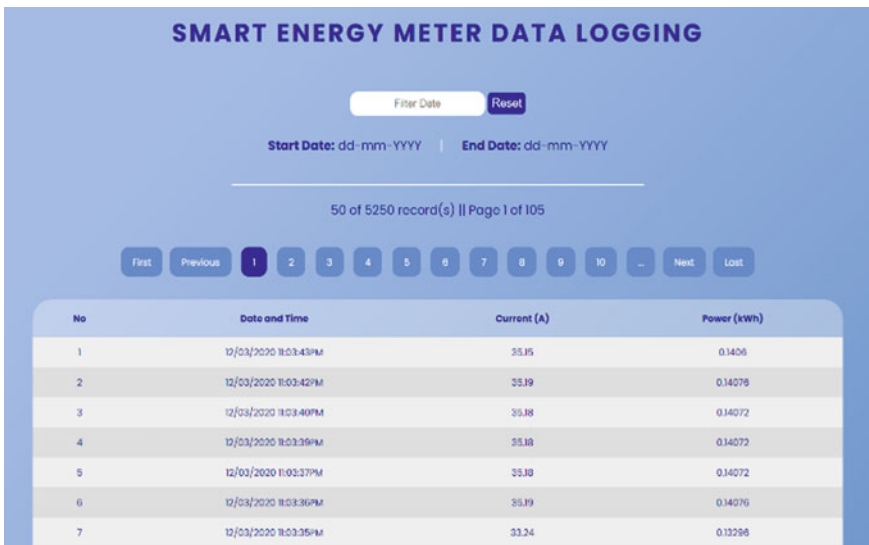 SMART ENERGY METER DATA LOGGING
Filter Date Reset
Start Date: dd-mm-YYYY | End Date: dd-mm-YYYY
50 of 5250 record(s) || Page 1 of 105
First Previous 1 2 3 4 5 6 7 8 9 10 ... Next Last
No Date and Time Current (A) Power (kWh)
1 12/03/2020 11:03:43PM 35.15 0.1406
2 12/03/2020 11:03:42PM 35.19 0.14076
3 12/03/2020 11:03:40PM 35.18 0.14072
4 12/03/2020 11:03:39PM 35.18 0.14072
5 12/03/2020 11:03:37PM 35.18 0.14072
6 12/03/2020 11:03:36PM 35.19 0.14076
7 12/03/2020 11:03:35PM 33.24 0.13296